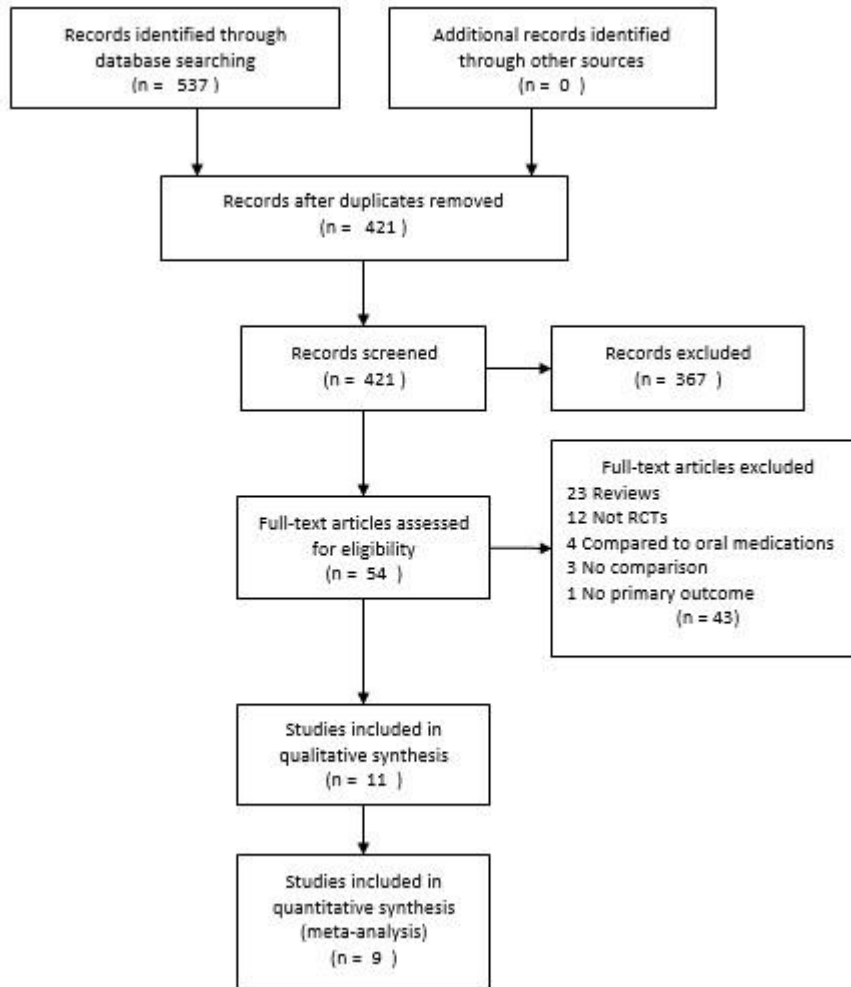 Records identified through
database searching
(n = 537 )
Additional records identified
through other sources
(n = 0 )
Records after duplicates removed
(n = 421 )
Records screened
(n = 421 )
Records excluded
(n = 367 )
Full-text articles assessed
for eligibility
(n = 54 )
Full-text articles excluded
23 Reviews
12 Not RCTs
4 Compared to oral medications
3 No comparison
1 No primary outcome
(n = 43)
Studies included in
qualitative synthesis
(n = 11 )
Studies included in
quantitative synthesis
(meta-analysis)
(n = 9 )